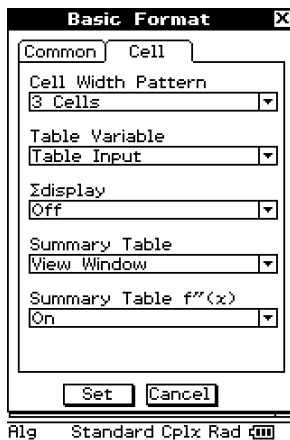 Basic Format X
Common Cell
Cell Width Pattern
3 Cells
Table Variable
Table Input
Σdisplay
Off
Summary Table
View Window
Summary Table f″(x)
On
Set Cancel
Alg Standard Cplx Rad